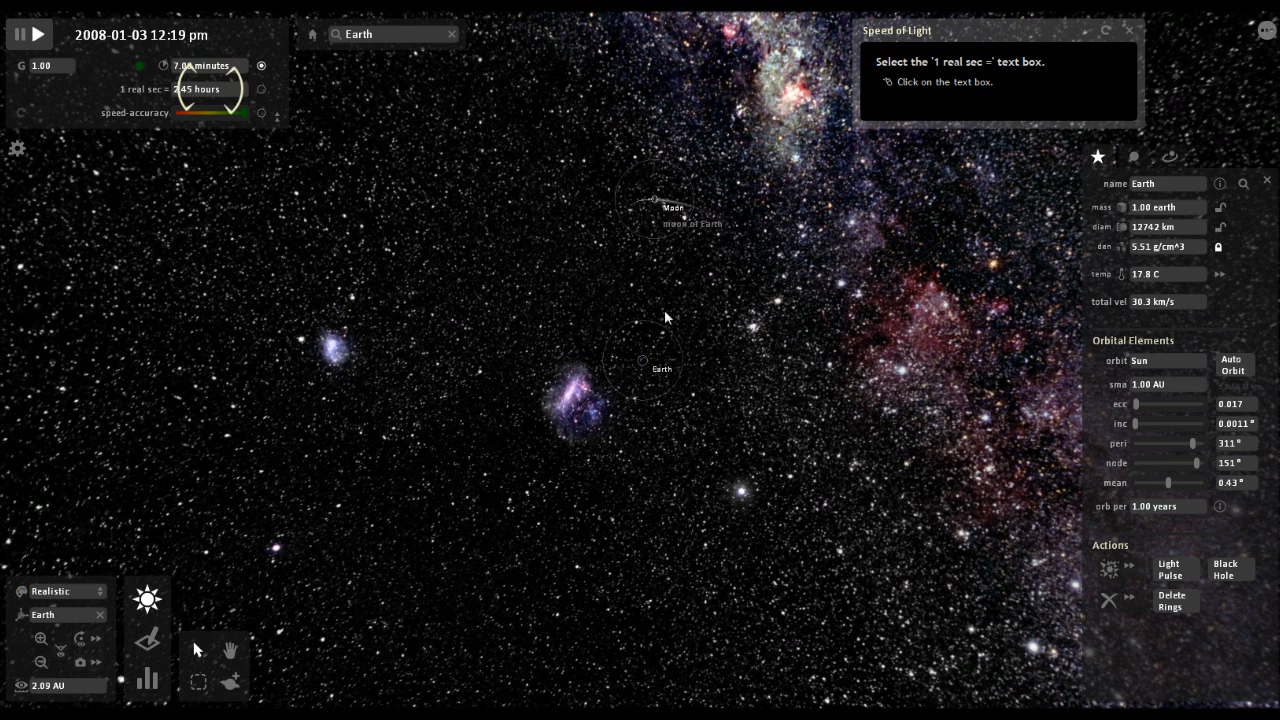 2008-01-03 12:19 pm
Earth
G 1.00
7.00 minutes
1 real sec = 2.45 hours
speed-accuracy
Speed of Light
Select the '1 real sec =' text box.
Click on the text box.
Moon
moon of Earth
Earth
name Earth
mass 1.00 earth
diam 12742 km
den 5.51 g/cm^3
temp 17.8 C
total vel 30.3 km/s
Orbital Elements
orbit Sun
Auto Orbit
sma 1.00 AU
ecc 0.017
inc 0.0011°
peri 311°
node 151°
mean 0.43°
orb per 1.00 years
Actions
Light Pulse
Black Hole
Delete Rings
Realistic
Earth
2.09 AU